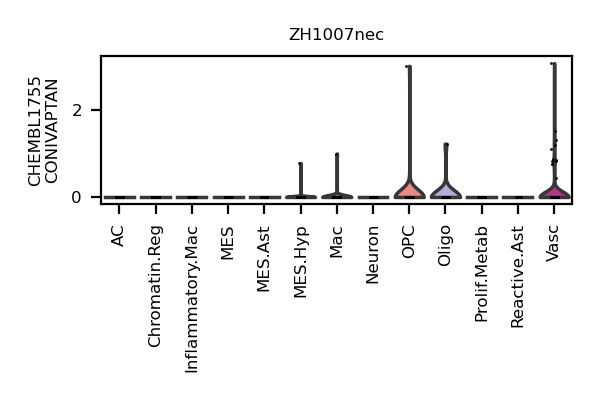 ZH1007nec
CHEMBL1755
CONIVAPTAN
2
0
AC
Chromatin.Reg
Inflammatory.Mac
MES
MES.Ast
MES.Hyp
Mac
Neuron
OPC
Oligo
Prolif.Metab
Reactive.Ast
Vasc